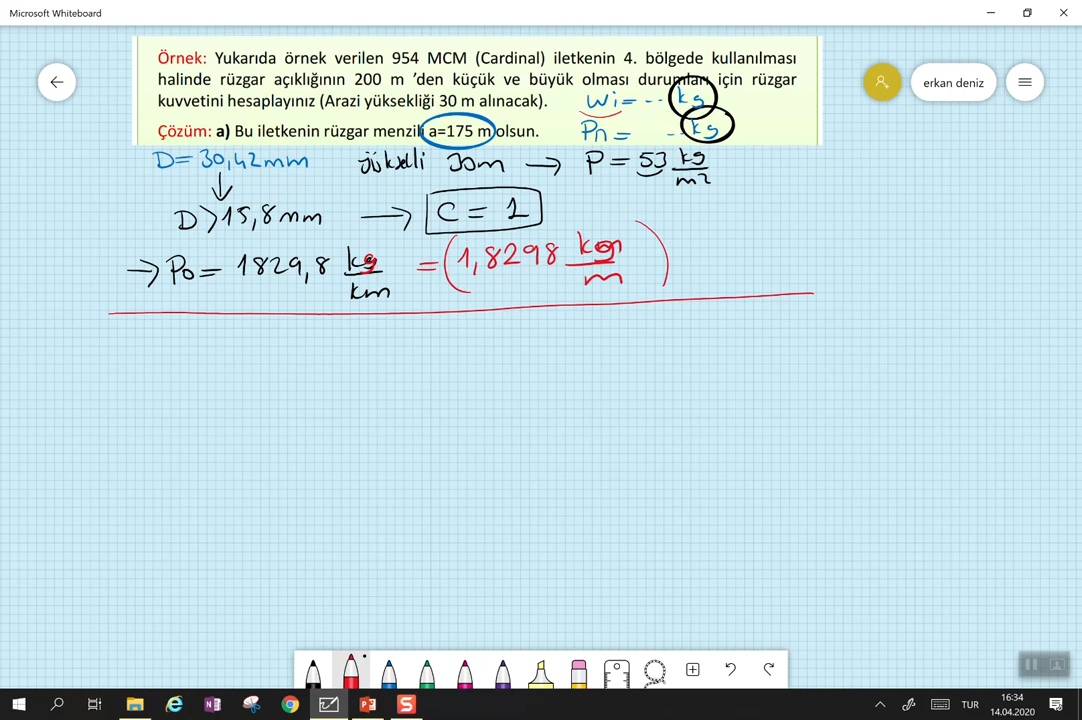 Microsoft Whiteboard
Örnek: Yukarıda örnek verilen 954 MCM (Cardinal) iletkenin 4. bölgede kullanılması
halinde rüzgar açıklığının 200 m 'den küçük ve büyük olması durumları için rüzgar
kuvvetini hesaplayınız (Arazi yüksekliği 30 m alınacak).
Wi = ... kg
Çözüm: a) Bu iletkenin rüzgar menzili a=175 m olsun.
Pn = ... kg
erkan deniz
D = 30,42mm
30m → P = 53 kg/m2
D > 15,8mm → C = 1
→ Po = 1829,8 kg/km = (1,8298 kg/m)
TUR
16:34
14.04.2020